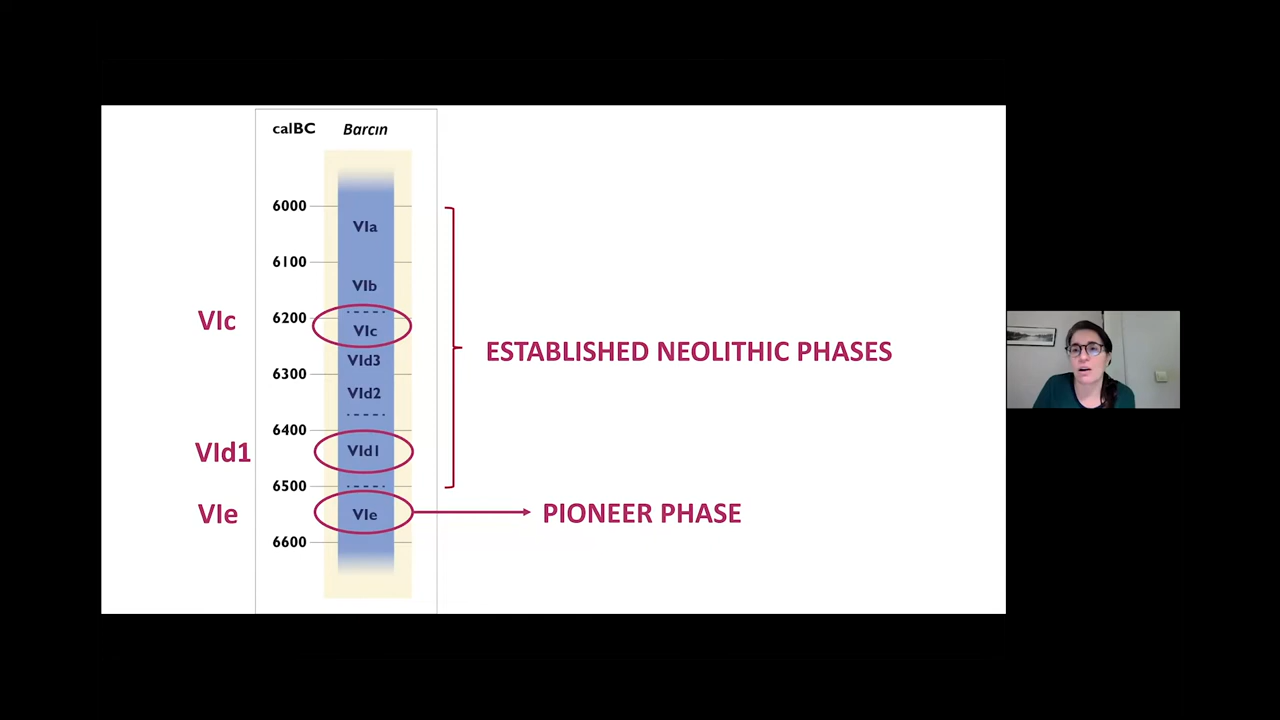 calBC Barcın
6000
VIa
6100
VIb
6200
VIc
VIc
VId3
6300
VId2
6400
VId1
VId1
6500
VIe
VIe
6600
ESTABLISHED NEOLITHIC PHASES
PIONEER PHASE